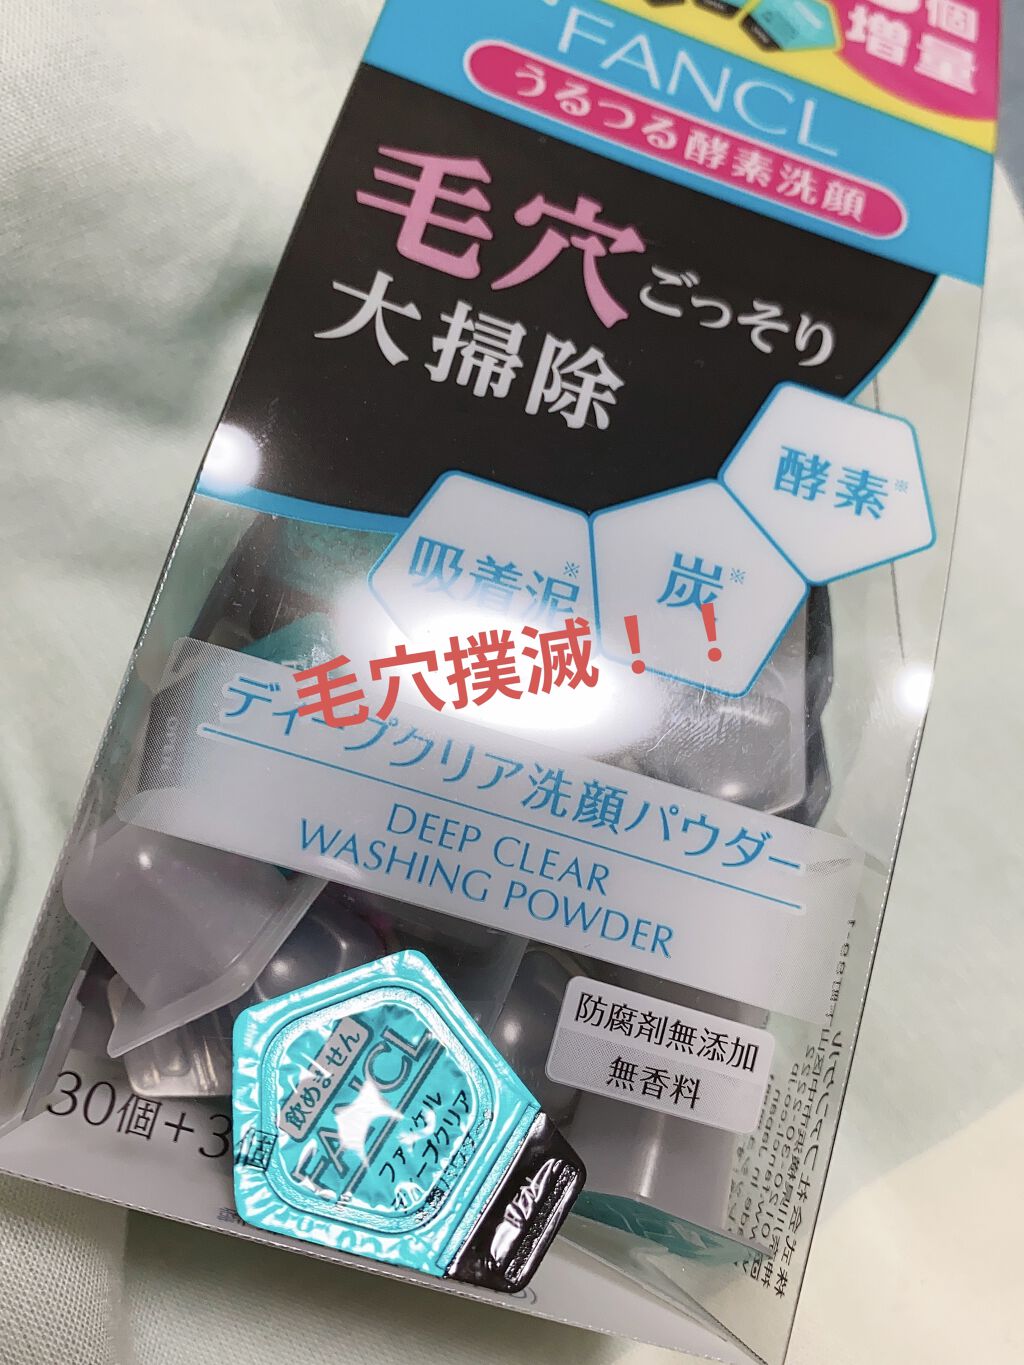 個
増量
FANCL
うるつる酵素洗顔
毛穴ごっそり
大掃除
酵素※
炭※
吸着泥※
毛穴撲滅！！
ディープクリア洗顔パウダー
DEEP CLEAR
WASHING POWDER
防腐剤無添加
無香料
30個+3個
飲めません
FANCL